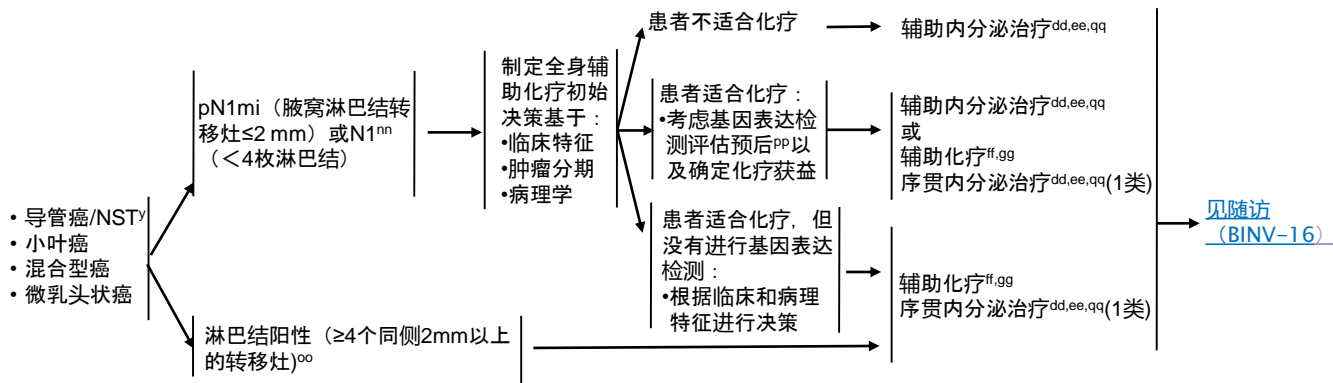 • 导管癌/NSTy
• 小叶癌
• 混合型癌
• 微乳头状癌
pN1mi（腋窝淋巴结转
移灶≤2 mm）或N1nn
（＜4枚淋巴结）
淋巴结阳性（≥4个同侧2mm以上
的转移灶)oo
制定全身辅
助化疗初始
决策基于：
•临床特征
•肿瘤分期
•病理学
患者不适合化疗
患者适合化疗：
•考虑基因表达检
测评估预后pp以
及确定化疗获益
患者适合化疗，但
没有进行基因表达
检测：
•根据临床和病理
特征进行决策
辅助内分泌治疗dd,ee,qq
辅助内分泌治疗dd,ee,qq
或
辅助化疗ff,gg
序贯内分泌治疗dd,ee,qq(1类)
辅助化疗ff,gg
序贯内分泌治疗dd,ee,qq(1类)
见随访
（BINV-16）